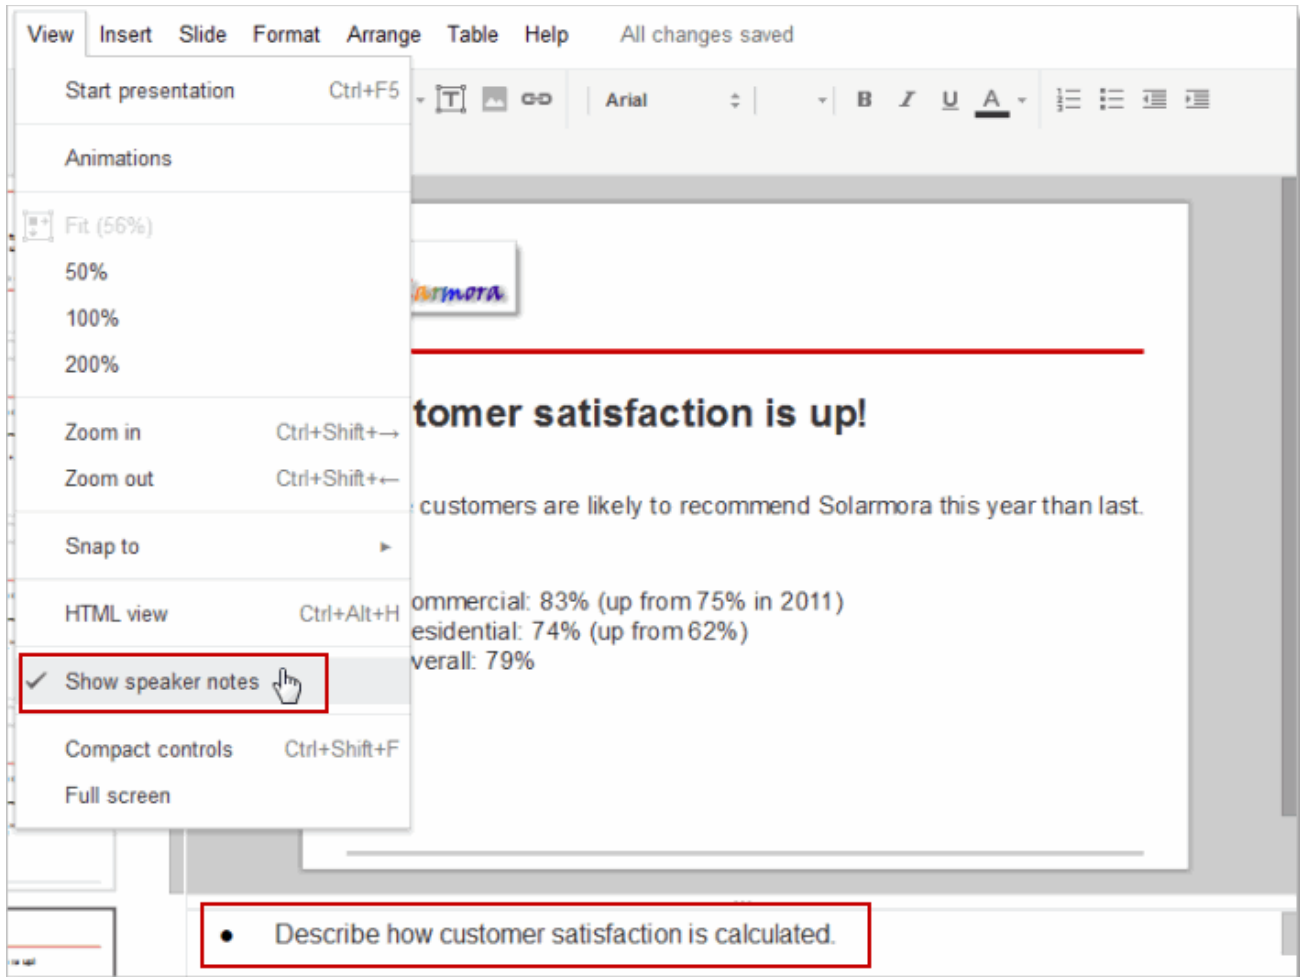 View Insert Slide Format Arrange Table Help All changes saved
Start presentation Ctrl+F5
Arial B I U A
Animations
Fit (56%)
50%
100%
200%
Zoom in Ctrl+Shift+→
Zoom out Ctrl+Shift+←
Snap to ►
HTML view Ctrl+Alt+H
✓ Show speaker notes
Compact controls Ctrl+Shift+F
Full screen
armora
tomer satisfaction is up!
customers are likely to recommend Solarmora this year than last.
ommercial: 83% (up from 75% in 2011)
esidential: 74% (up from 62%)
verall: 79%
● Describe how customer satisfaction is calculated.